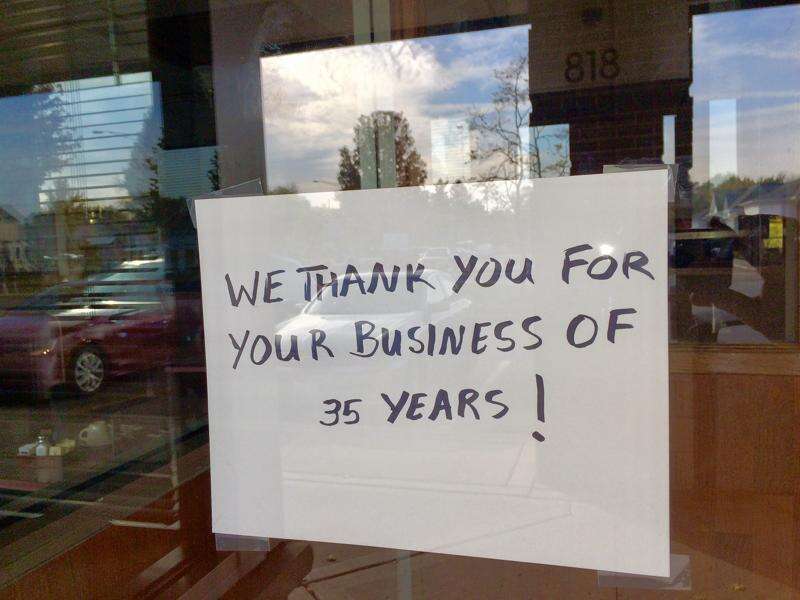 818
WE THANK YOU FOR
YOUR BUSINESS OF
35 YEARS!